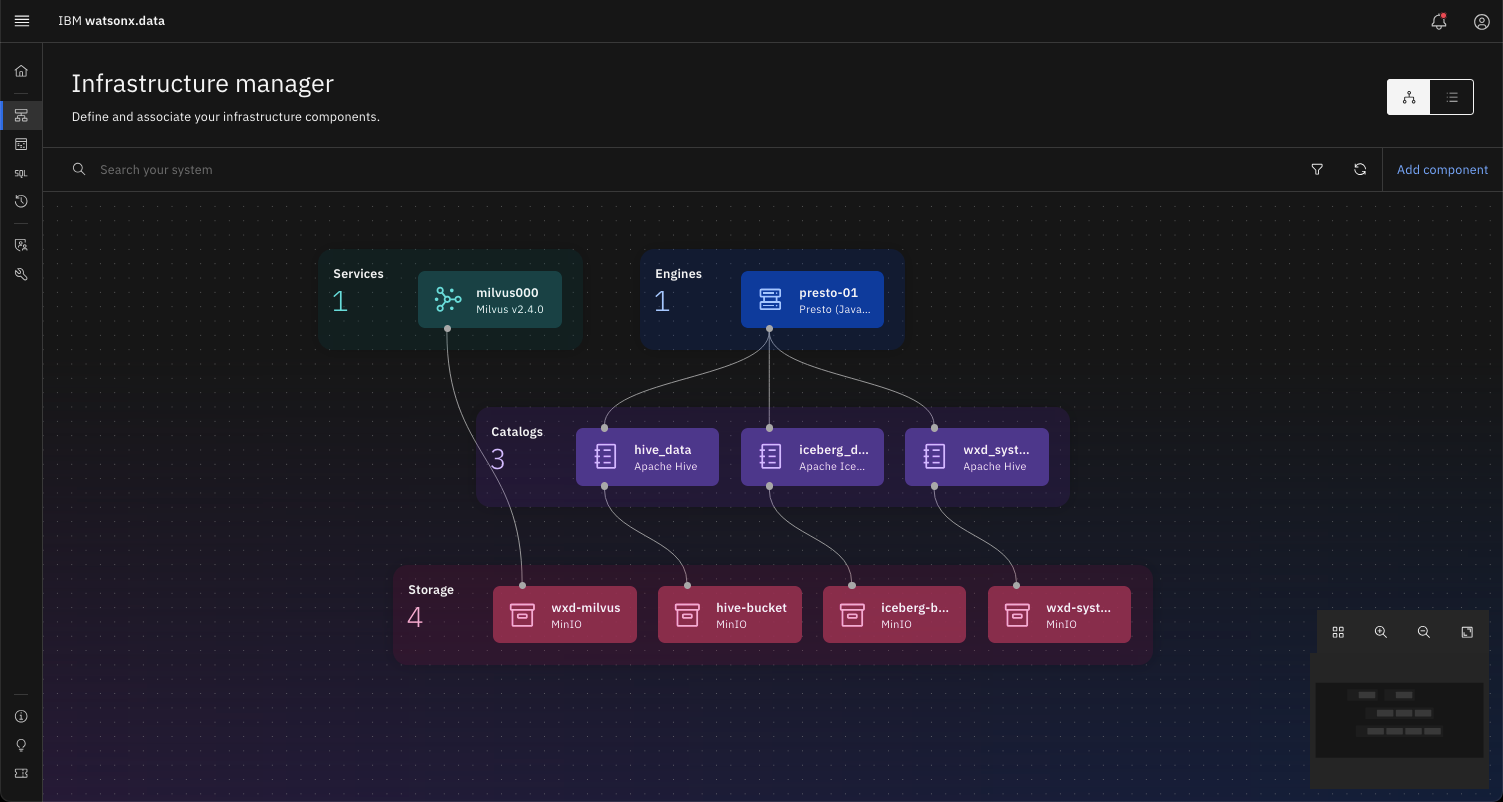 IBM watsonx.data
Infrastructure manager
Define and associate your infrastructure components.
Search your system
Add component
SQL
Services
1
milvus000
Milvus v2.4.0
Engines
1
presto-01
Presto (Java...
Catalogs
3
hive_data
Apache Hive
iceberg_d...
Apache Ice...
wxd_syst...
Apache Hive
Storage
4
wxd-milvus
MinIO
hive-bucket
MinIO
iceberg-b...
MinIO
wxd-syst...
MinIO